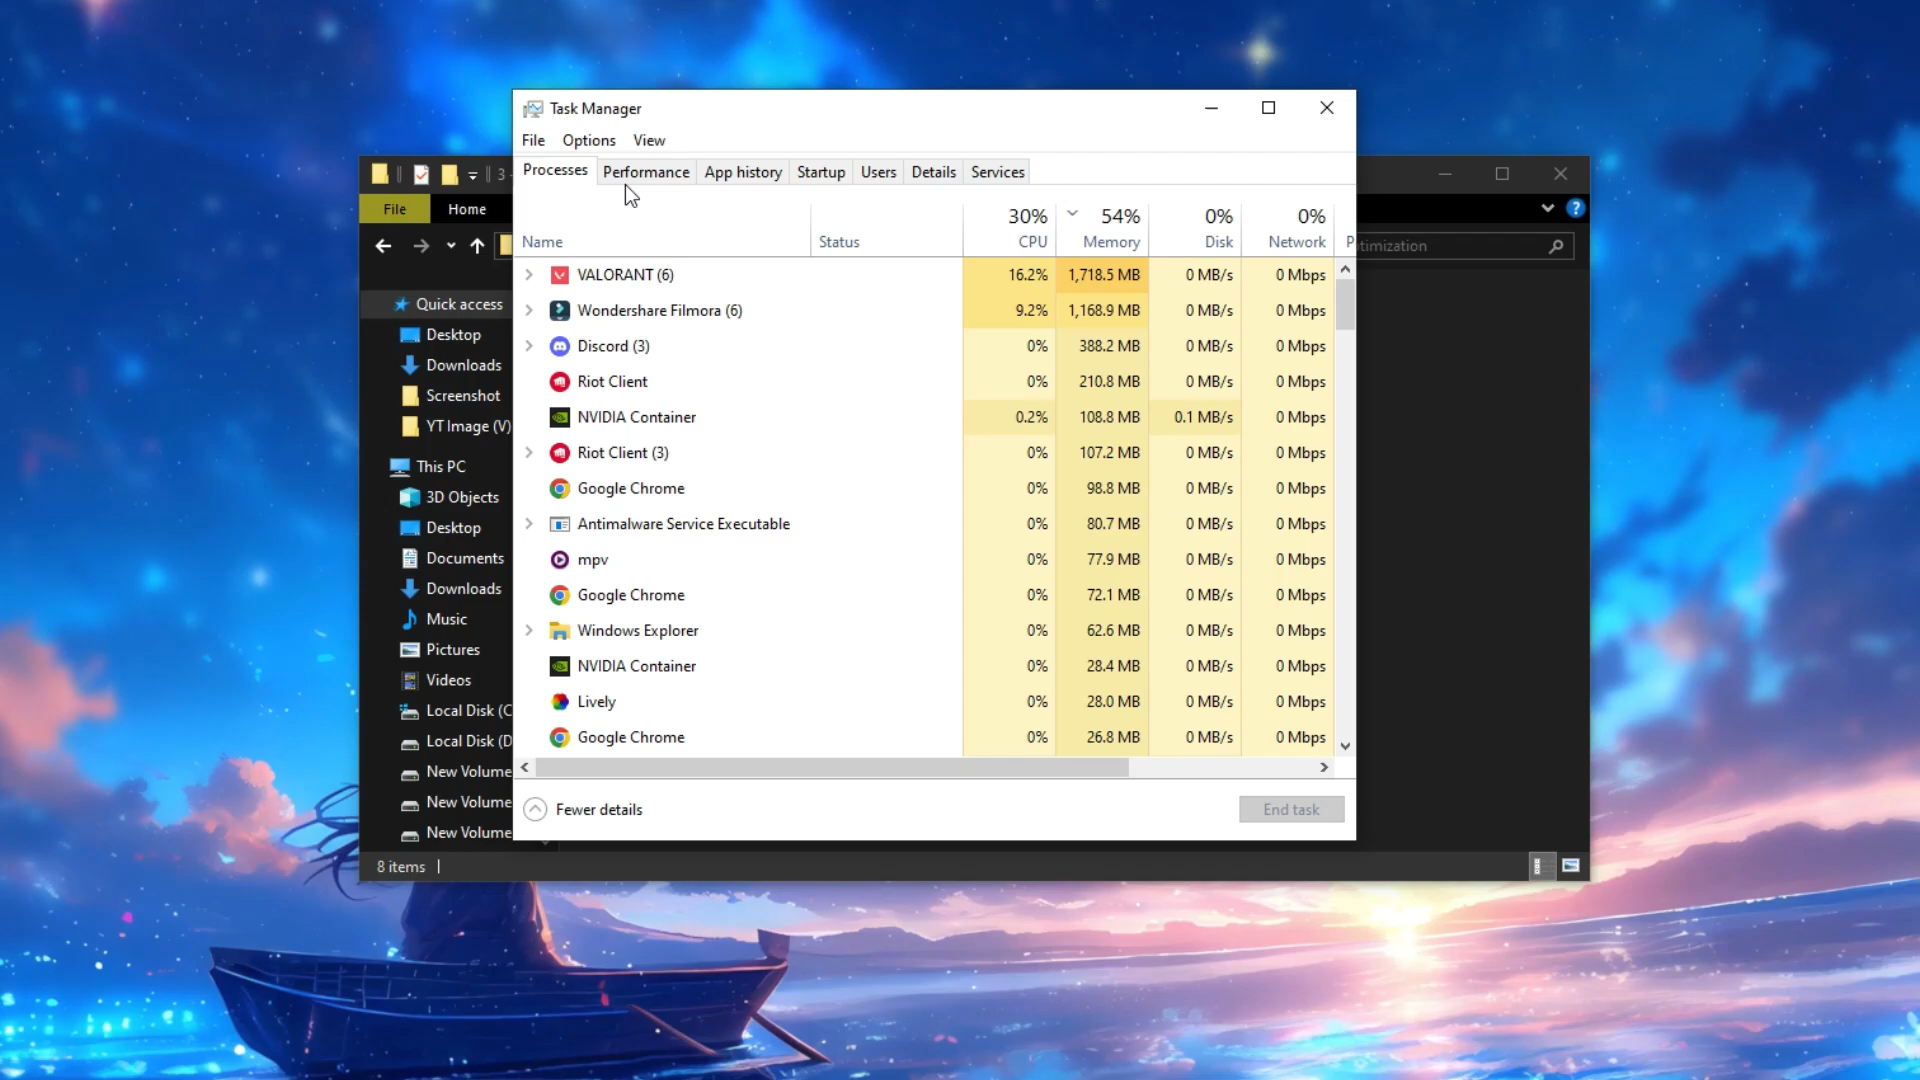 Task Manager
File Options View
Processes Performance App history Startup Users Details Services
30% 54% 0% 0%
Name Status CPU Memory Disk Network P
VALORANT (6) 16.2% 1,718.5 MB 0 MB/s 0 Mbps
Wondershare Filmora (6) 9.2% 1,168.9 MB 0 MB/s 0 Mbps
Discord (3) 0% 388.2 MB 0 MB/s 0 Mbps
Riot Client 0% 210.8 MB 0 MB/s 0 Mbps
NVIDIA Container 0.2% 108.8 MB 0.1 MB/s 0 Mbps
Riot Client (3) 0% 107.2 MB 0 MB/s 0 Mbps
Google Chrome 0% 98.8 MB 0 MB/s 0 Mbps
Antimalware Service Executable 0% 80.7 MB 0 MB/s 0 Mbps
mpv 0% 77.9 MB 0 MB/s 0 Mbps
Google Chrome 0% 72.1 MB 0 MB/s 0 Mbps
Windows Explorer 0% 62.6 MB 0 MB/s 0 Mbps
NVIDIA Container 0% 28.4 MB 0 MB/s 0 Mbps
Lively 0% 28.0 MB 0 MB/s 0 Mbps
Google Chrome 0% 26.8 MB 0 MB/s 0 Mbps
Fewer details End task
3 -
File Home
timization
Quick access
Desktop
Downloads
Screenshot
YT Image (V)
This PC
3D Objects
Desktop
Documents
Downloads
Music
Pictures
Videos
Local Disk (C
Local Disk (D
New Volume
New Volume
New Volume
8 items